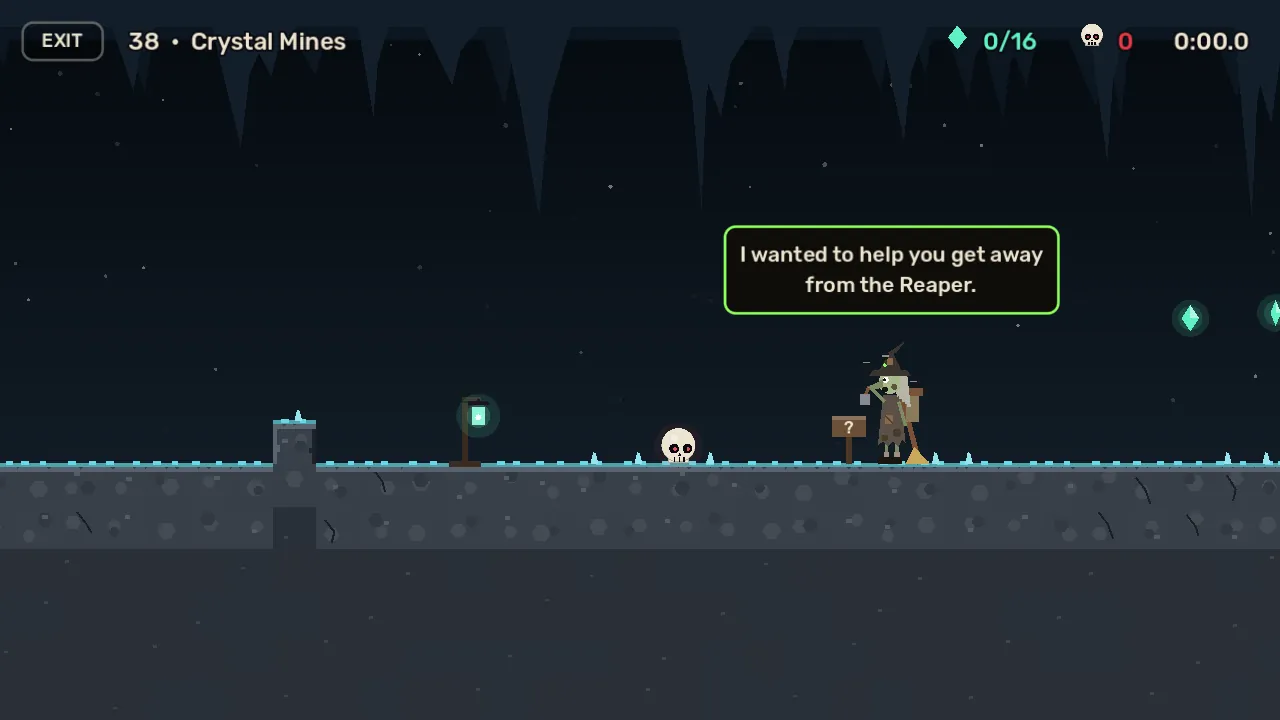 EXIT
38 • Crystal Mines
0/16
0
0:00.0
I wanted to help you get away
from the Reaper.
?